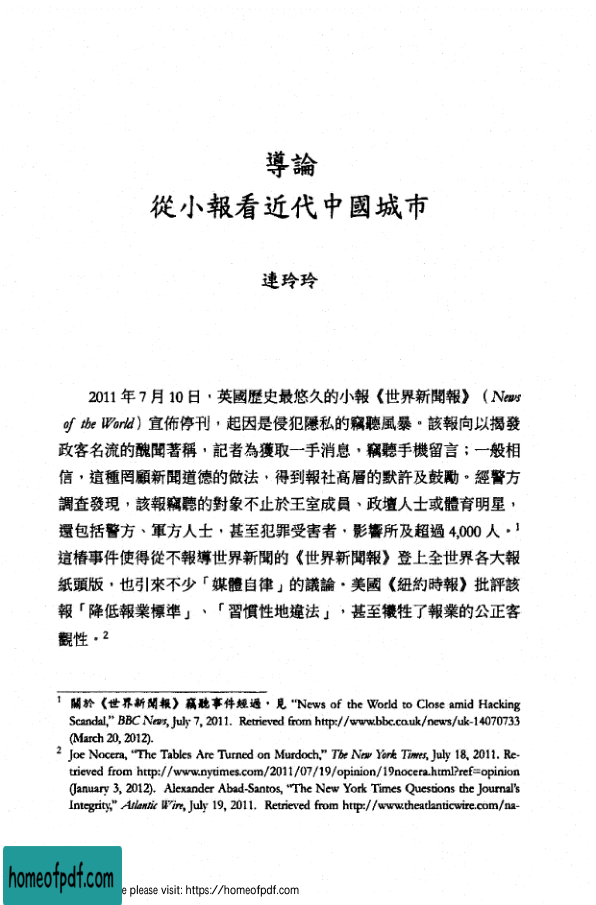 導論
從小報看近代中國城市
連玲玲
2011 年 7 月 10 日，英國歷史最悠久的小報《世界新聞報》（News
of the World）宣佈停刊，起因是侵犯隱私的竊聽風暴。該報向以揭發
政客名流的醜聞著稱，記者為獲取一手消息，竊聽手機留言；一般相
信，這種罔顧新聞道德的做法，得到報社高層的默許及鼓勵。經警方
調查發現，該報竊聽的對象不止於王室成員、政壇人士或體育明星，
還包括警方、軍方人士，甚至犯罪受害者，影響所及超過 4,000 人。1
這樁事件使得從不報導世界新聞的《世界新聞報》登上全世界各大報
紙頭版，也引來不少「媒體自律」的議論。美國《紐約時報》批評該
報「降低報業標準」、「習慣性地違法」，甚至犧牲了報業的公正客
觀性。2
1 關於《世界新聞報》竊聽事件經過，見 "News of the World to Close amid Hacking
Scandal," BBC News, July 7, 2011. Retrieved from http://www.bbc.co.uk/news/uk-14070733
(March 20, 2012).
2 Joe Nocera, "The Tables Are Turned on Murdoch," The New York Times, July 18, 2011. Re-
trieved from http://www.nytimes.com/2011/07/19/opinion/19nocera.html?ref=opinion
(January 3, 2012). Alexander Abad-Santos, "The New York Times Questions the Journal's
Integrity," Atlantic Wire, July 19, 2011. Retrieved from http://www.theatlanticwire.com/na-
homeofpdf.com
e please visit: https://homeofpdf.com